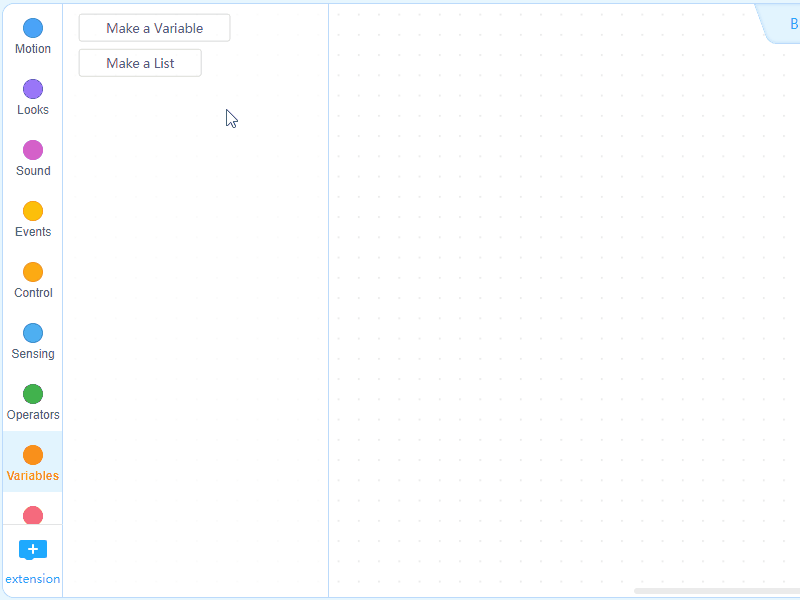 Motion
Looks
Sound
Events
Control
Sensing
Operators
Variables
extension
Make a Variable
Make a List
B